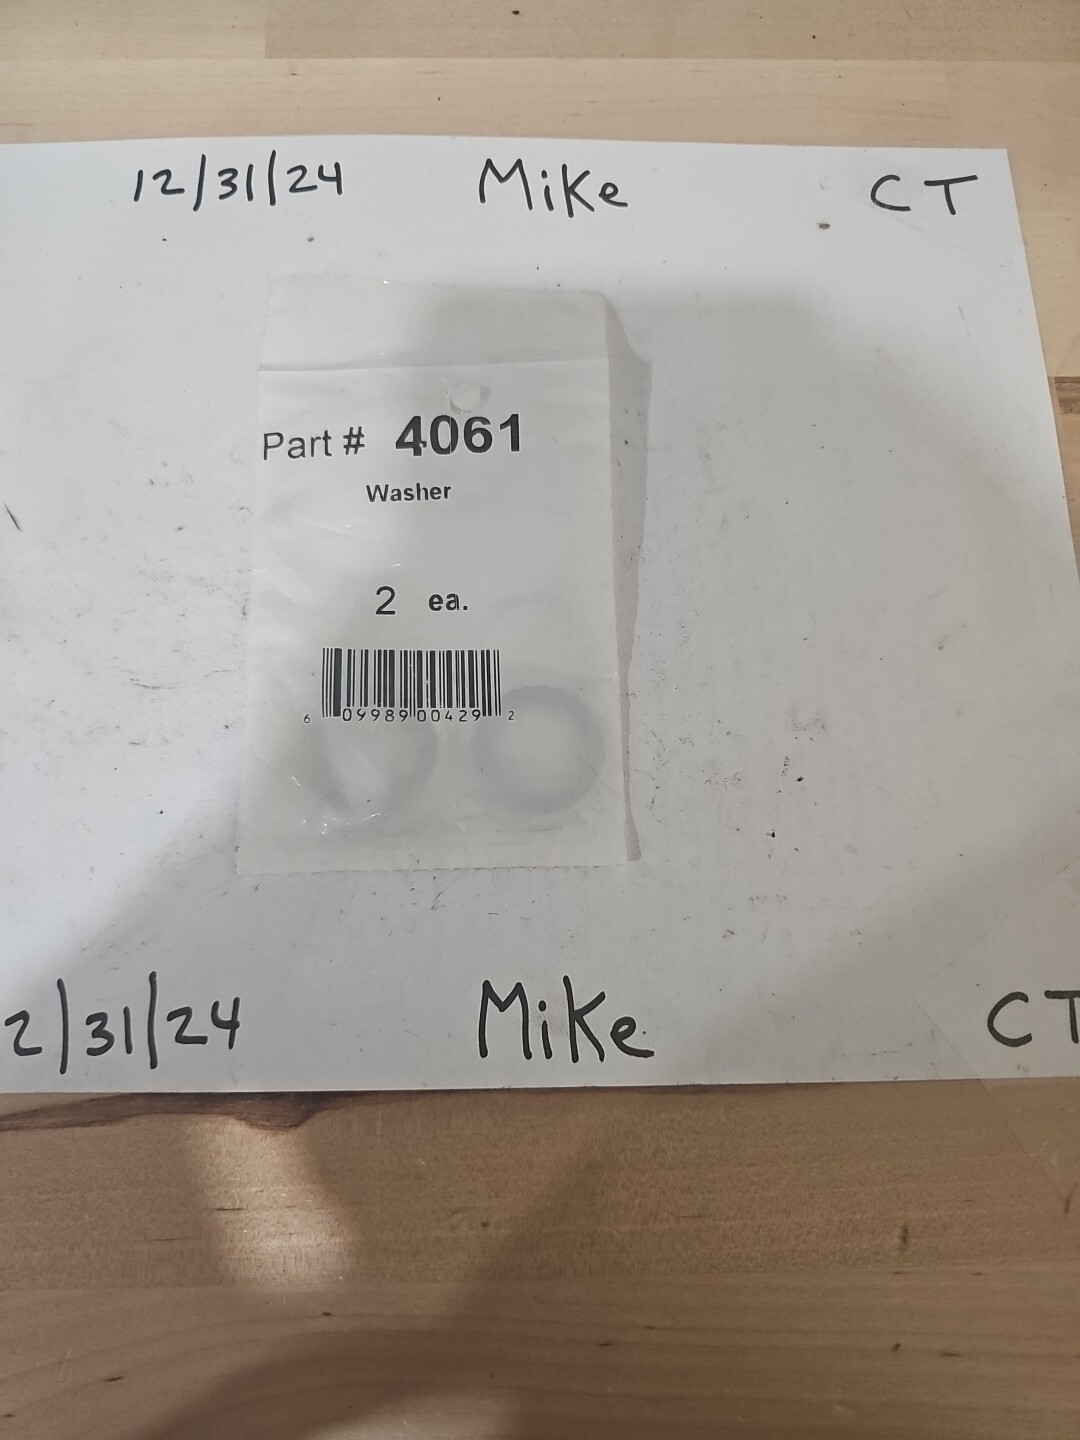 12/31/24 Mike CT
Part # 4061
Washer
2 ea.
6 09989 00429 2
2/31/24 Mike CT